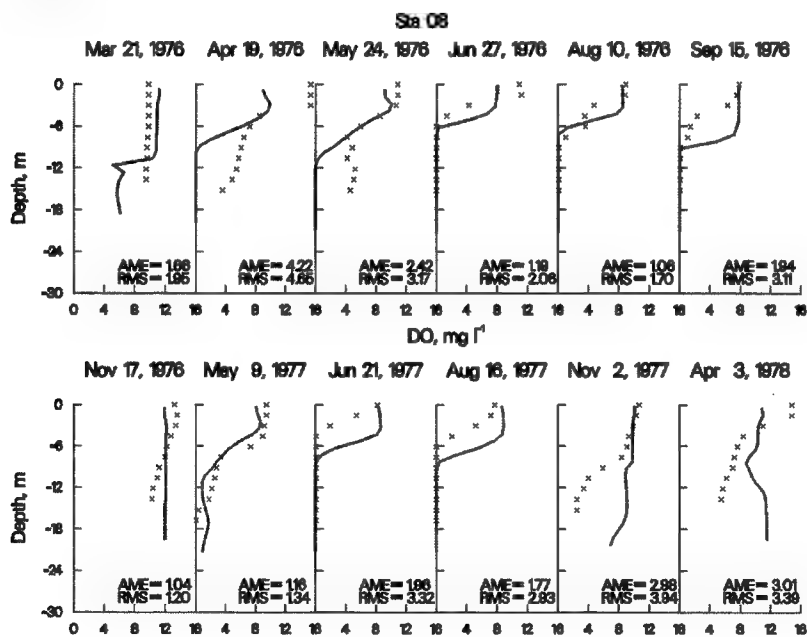 Sta 08
Mar 21, 1976 Apr 19, 1976 May 24, 1976 Jun 27, 1976 Aug 10, 1976 Sep 15, 1976
0
-6
-12
-18
-24
-30
Depth, m
AME= 1.66 AME= 4.22 AME= 2.42 AME= 1.19 AME= 1.06 AME= 1.94
RMS= 1.95 RMS= 4.65 RMS= 3.17 RMS= 2.06 RMS= 1.70 RMS= 3.11
0 4 8 12 16 4 8 12 16 4 8 12 16 4 8 12 16 4 8 12 16 4 8 12 16
DO, mg l⁻¹
Nov 17, 1976 May 9, 1977 Jun 21, 1977 Aug 16, 1977 Nov 2, 1977 Apr 3, 1978
0
-6
-12
-18
-24
-30
Depth, m
AME= 1.04 AME= 1.16 AME= 1.96 AME= 1.77 AME= 2.98 AME= 3.01
RMS= 1.20 RMS= 1.34 RMS= 3.32 RMS= 2.93 RMS= 3.94 RMS= 3.39
0 4 8 12 16 4 8 12 16 4 8 12 16 4 8 12 16 4 8 12 16 4 8 12 16